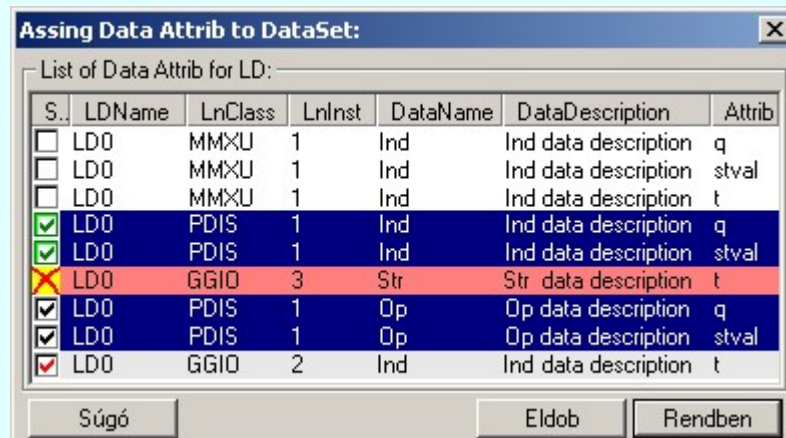 Assing Data Attrib to DataSet:
List of Data Attrib for LD:
S.. LDName LnClass LnInst DataName DataDescription Attrib
LD0 MMXU 1 Ind Ind data description q
LD0 MMXU 1 Ind Ind data description stval
LD0 MMXU 1 Ind Ind data description t
LD0 PDIS 1 Ind Ind data description q
LD0 PDIS 1 Ind Ind data description stval
LD0 GGIO 3 Str Str data description t
LD0 PDIS 1 Op Op data description q
LD0 PDIS 1 Op Op data description stval
LD0 GGIO 2 Ind Ind data description t
Súgó Eldob Rendben